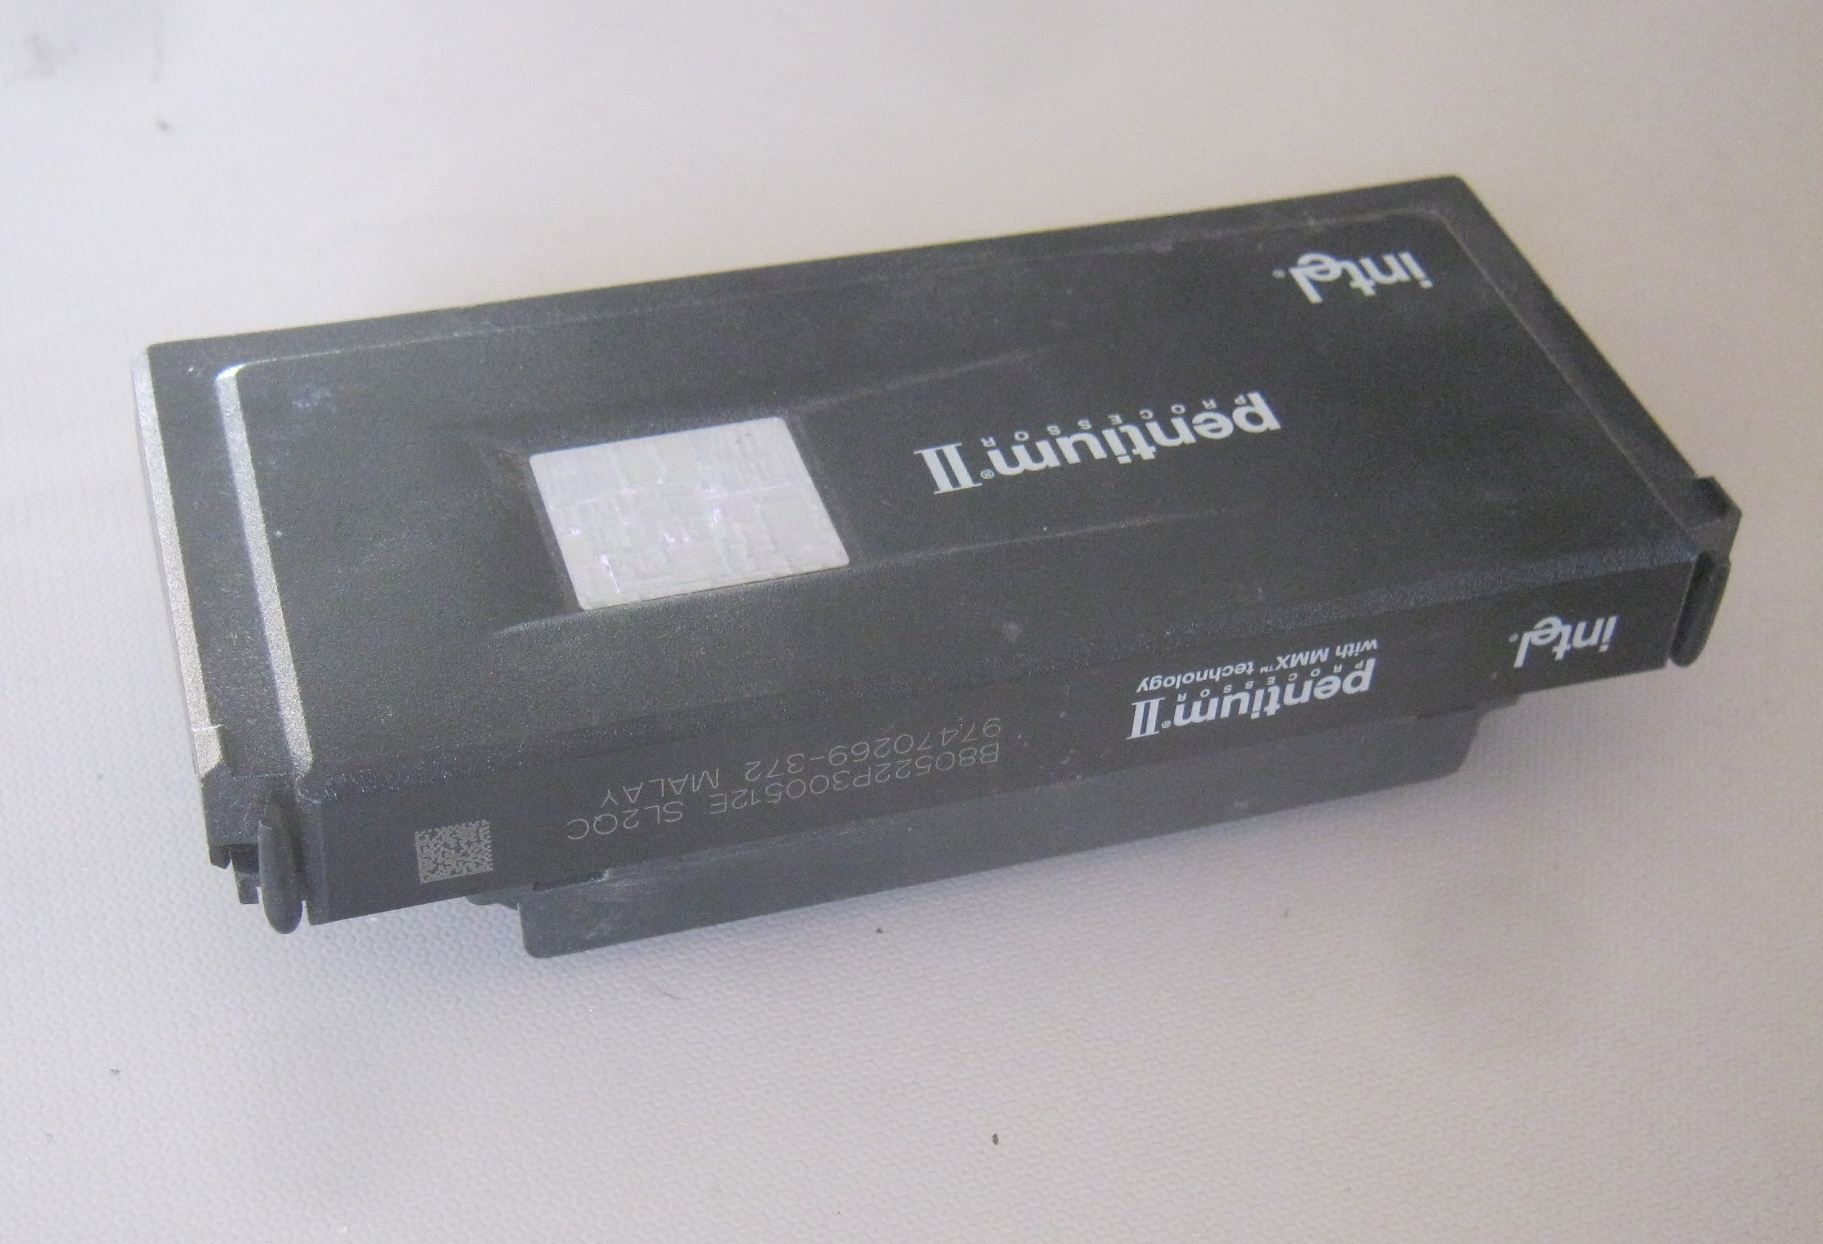 intel.
pentium® II
PROCESSOR
intel.
pentium® II
PROCESSOR
with MMX™ technology
B80522P300512E SL2QC
97470269-372 MALAY